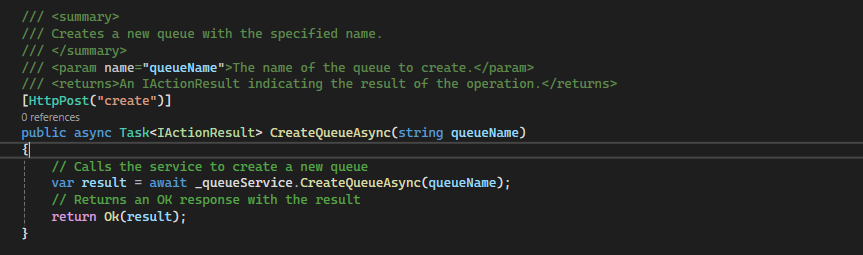 /// <summary>
/// Creates a new queue with the specified name.
/// </summary>
/// <param name="queueName">The name of the queue to create.</param>
/// <returns>An IActionResult indicating the result of the operation.</returns>
[HttpPost("create")]
0 references
public async Task<IActionResult> CreateQueueAsync(string queueName)
{
    // Calls the service to create a new queue
    var result = await _queueService.CreateQueueAsync(queueName);
    // Returns an OK response with the result
    return Ok(result);
}